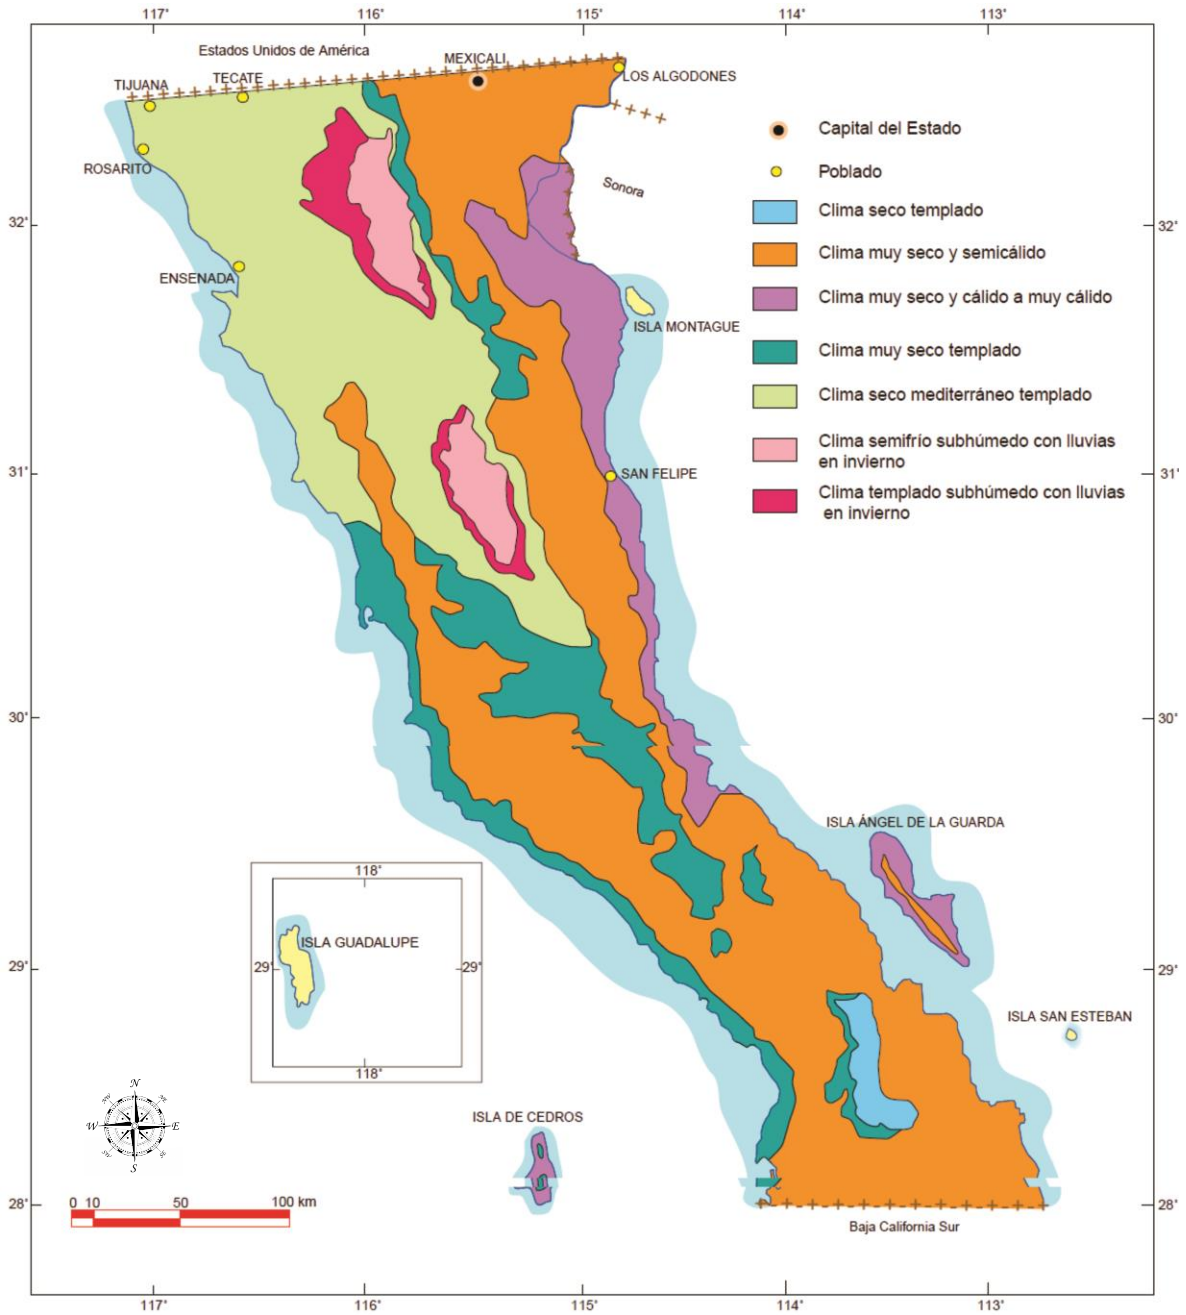 117° 116° 115° 114° 113°
Estados Unidos de América
MEXICALI
LOS ALGODONES
TECATE
TIJUANA
ROSARITO
ENSENADA
Sonora
ISLA MONTAGUE
SAN FELIPE
32°
32°
31°
31°
30°
30°
29°
29°
28°
28°
Capital del Estado
Poblado
Clima seco templado
Clima muy seco y semicálido
Clima muy seco y cálido a muy cálido
Clima muy seco templado
Clima seco mediterráneo templado
Clima semifrío subhúmedo con lluvias
en invierno
Clima templado subhúmedo con lluvias
en invierno
ISLA ÁNGEL DE LA GUARDA
ISLA SAN ESTEBAN
118°
ISLA GUADALUPE
29° 29°
118°
ISLA DE CEDROS
N
W E
S
0 10 50 100 km
Baja California Sur
117° 116° 115° 114° 113°